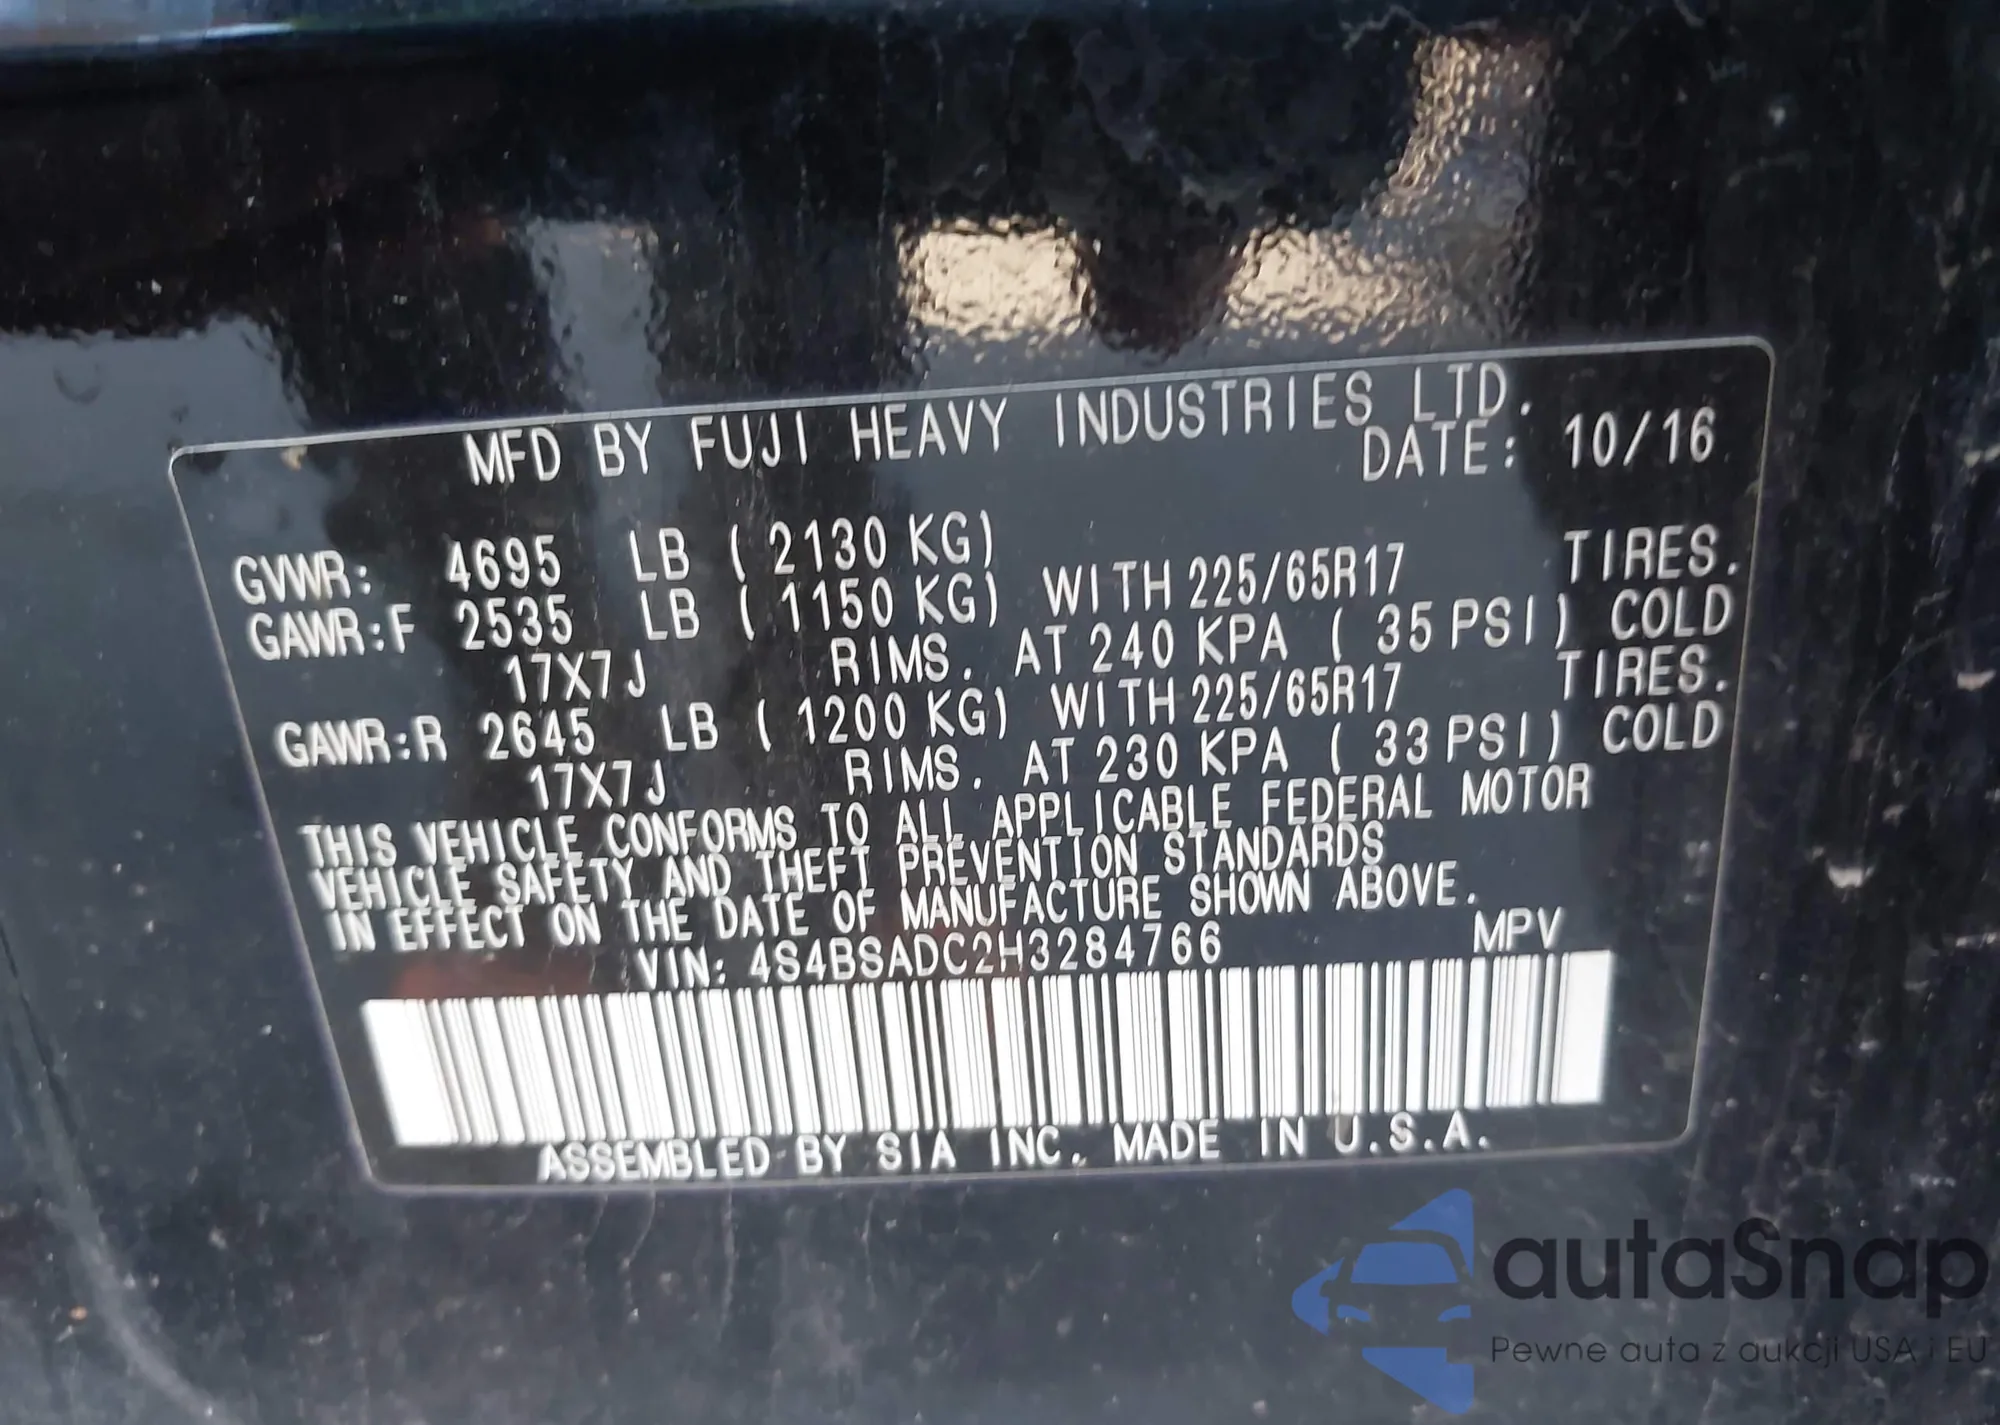 MFD BY FUJI HEAVY INDUSTRIES LTD.
DATE: 10/16
GVWR: 4695 LB ( 2130 KG)
GAWR:F 2535 LB ( 1150 KG) WITH 225/65R17 TIRES.
17X7J RIMS. AT 240 KPA ( 35 PSI) COLD
GAWR:R 2645 LB ( 1200 KG) WITH 225/65R17 TIRES.
17X7J RIMS. AT 230 KPA ( 33 PSI) COLD
THIS VEHICLE CONFORMS TO ALL APPLICABLE FEDERAL MOTOR
VEHICLE SAFETY AND THEFT PREVENTION STANDARDS
IN EFFECT ON THE DATE OF MANUFACTURE SHOWN ABOVE.
VIN: 4S4BSADC2H3284766 MPV
ASSEMBLED BY SIA INC. MADE IN U.S.A.
autaSnap
Pewne auta z aukcji USA i EU